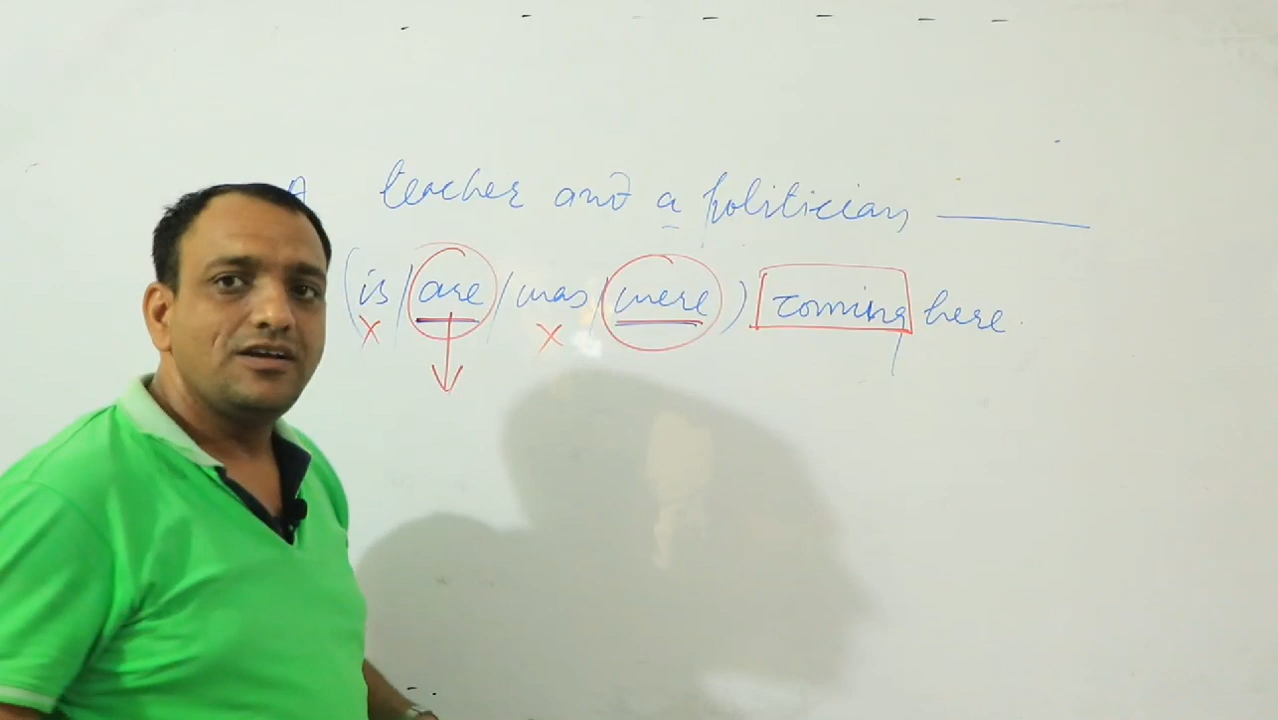 A teacher and a politician ______
(is/are/was/were) coming here.
x x